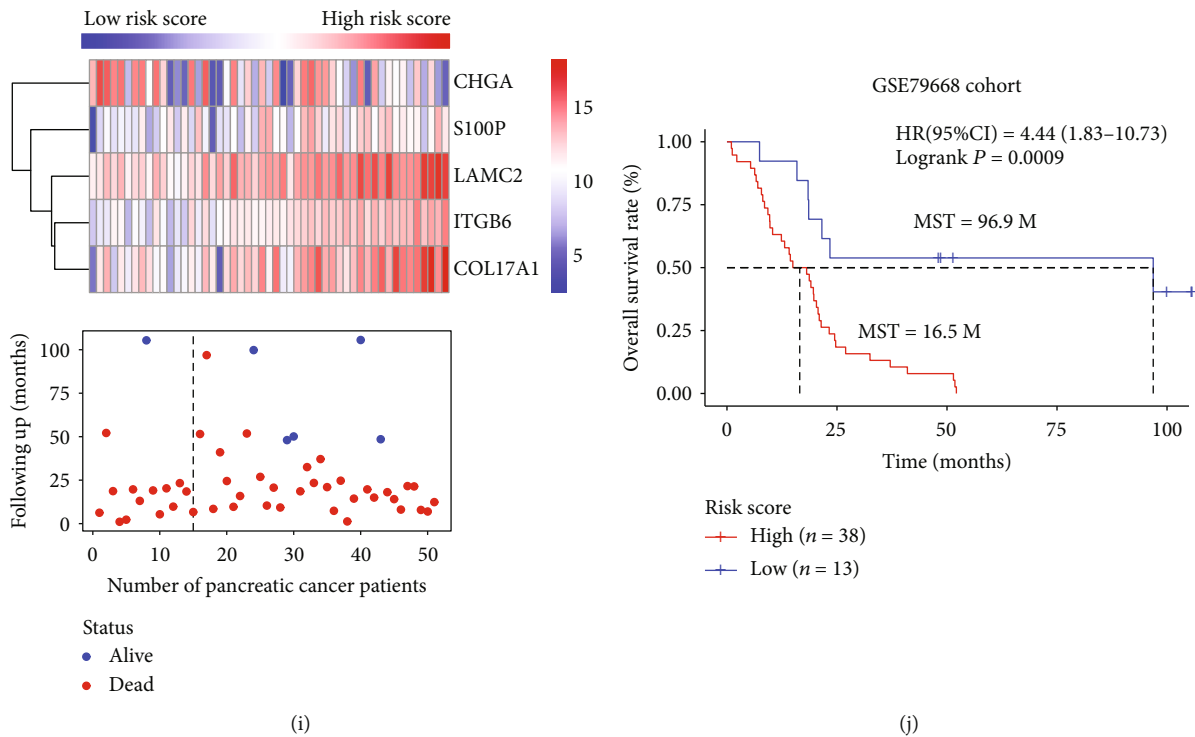 Low risk score High risk score
CHGA
S100P
LAMC2
ITGB6
COL17A1
15
10
5
Following up (months)
100
75
50
25
0
0 10 20 30 40 50
Number of pancreatic cancer patients
Status
Alive
Dead
(i)
GSE79668 cohort
HR(95%CI) = 4.44 (1.83–10.73)
Logrank P = 0.0009
MST = 96.9 M
MST = 16.5 M
Overall survival rate (%)
1.00
0.75
0.50
0.25
0.00
0 25 50 75 100
Time (months)
Risk score
High (n = 38)
Low (n = 13)
(j)